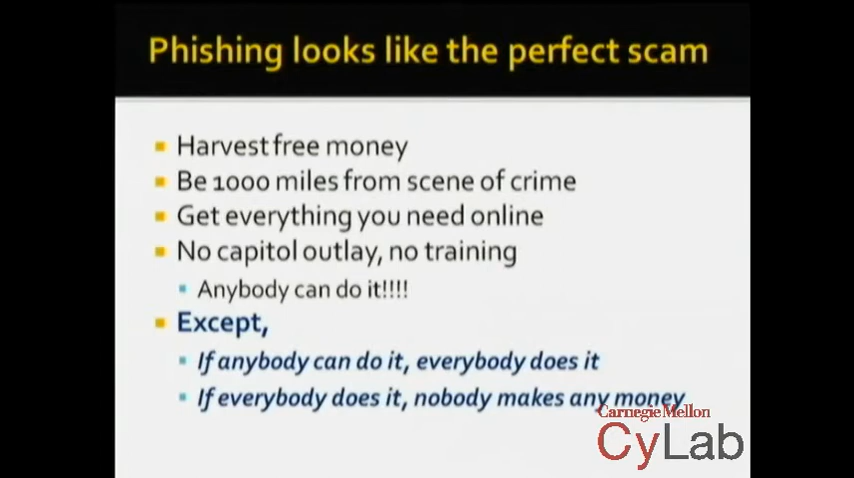 Phishing looks like the perfect scam
Harvest free money
Be 1000 miles from scene of crime
Get everything you need online
No capitol outlay, no training
Anybody can do it!!!!
Except,
If anybody can do it, everybody does it
If everybody does it, nobody makes any money
Carnegie Mellon
CyLab